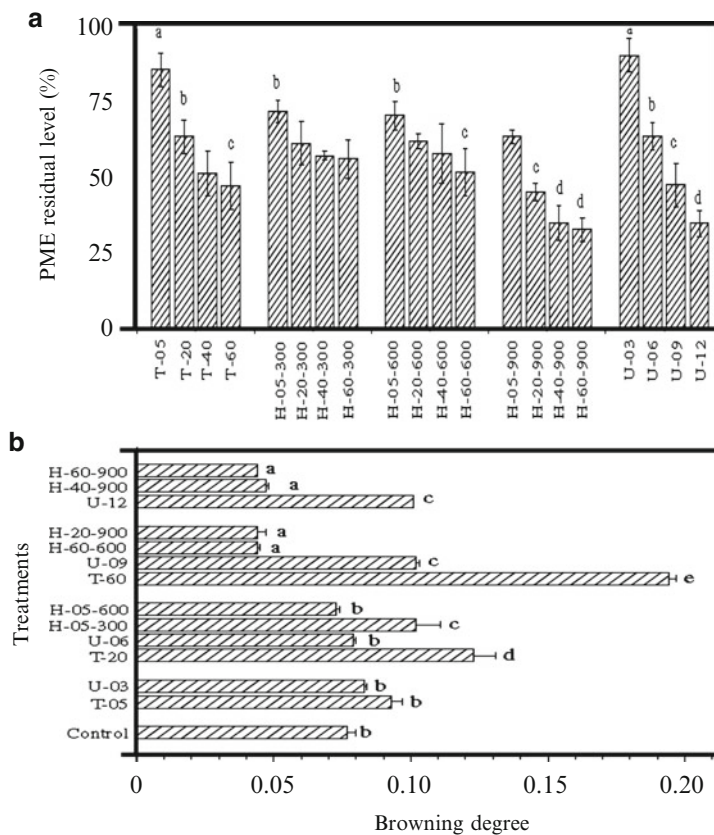 a
PME residual level (%)
100
75
50
25
0
a
b
c
b
b
c
c
d
d
b
c
d
T-05
T-20
T-40
T-60
H-05-300
H-20-300
H-40-300
H-60-300
H-05-600
H-20-600
H-40-600
H-60-600
H-05-900
H-20-900
H-40-900
H-60-900
U-03
U-06
U-09
U-12
b
Treatments
H-60-900 a
H-40-900 a
U-12 c
H-20-900 a
H-60-600 a
U-09 c
T-60 e
H-05-600 b
H-05-300 c
U-06 b
T-20 d
U-03 b
T-05 b
Control b
0 0.05 0.10 0.15 0.20
Browning degree